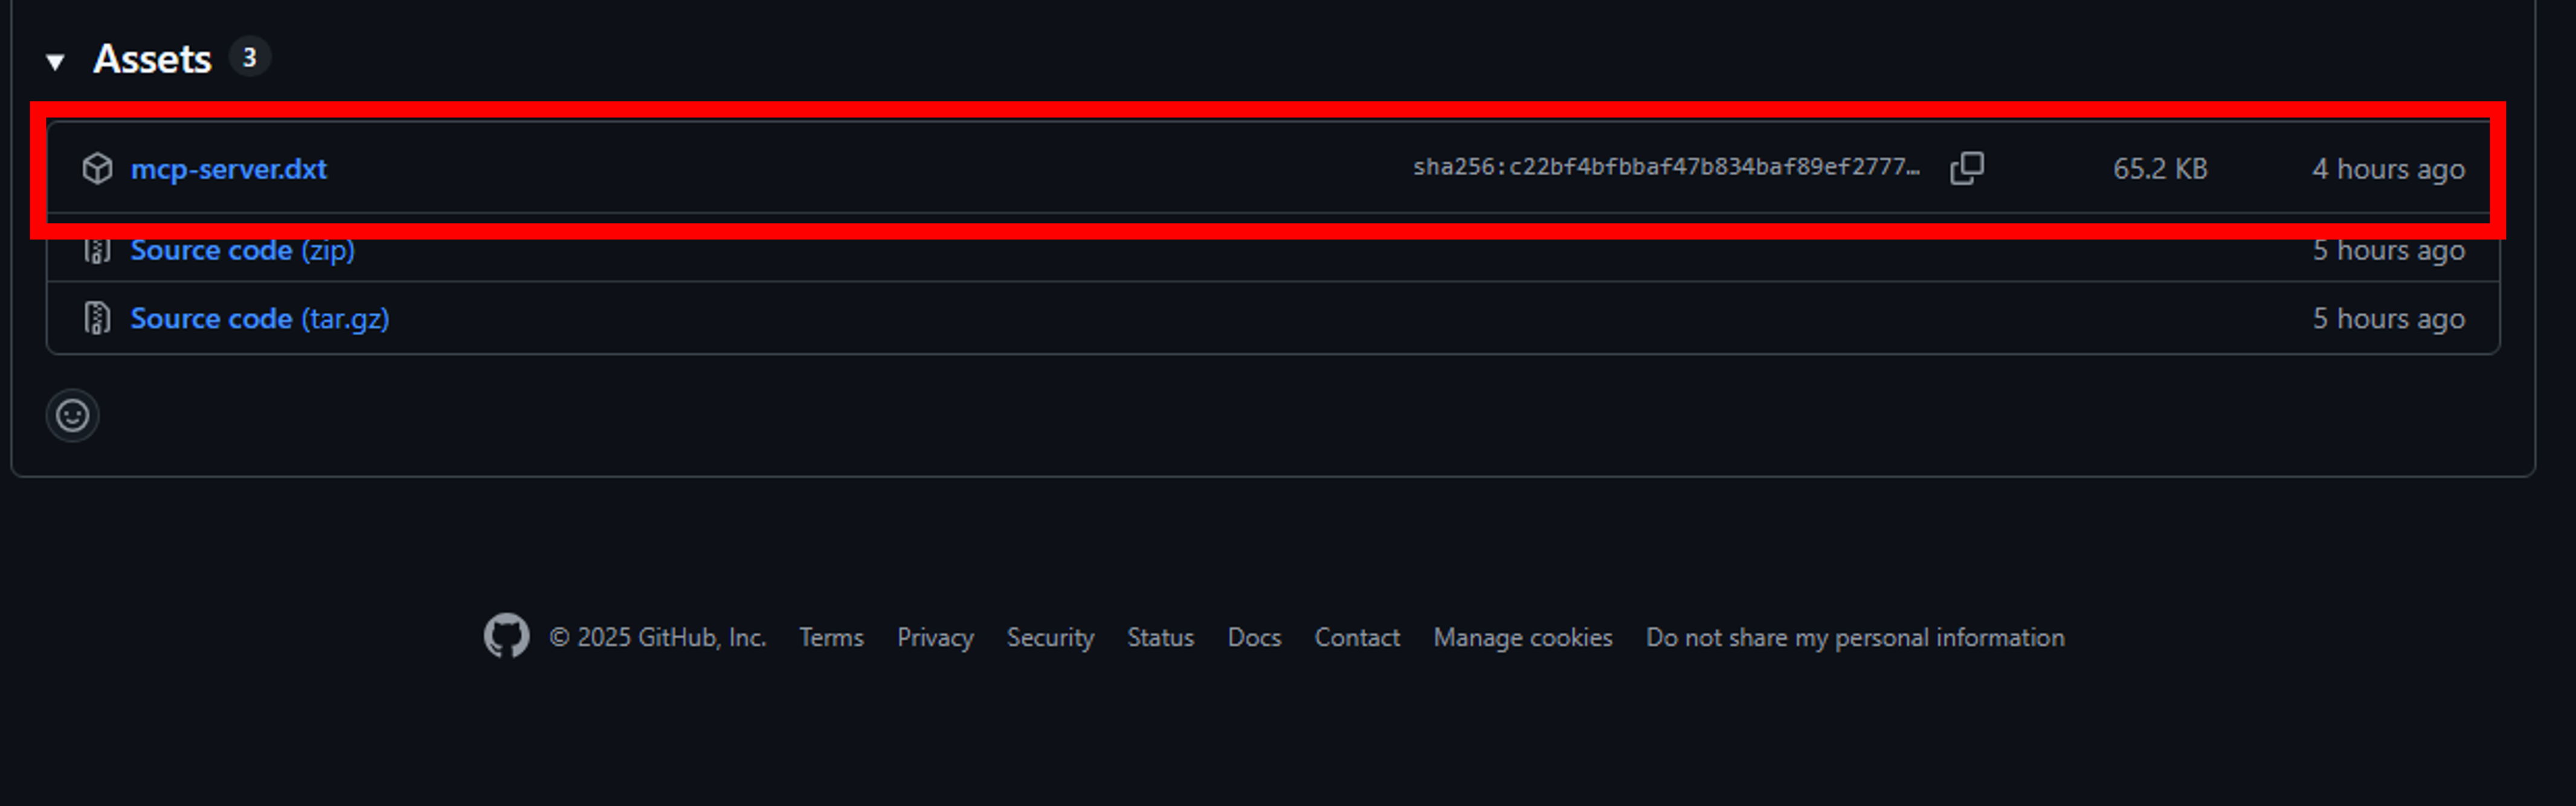 Assets 3
mcp-server.dxt sha256:c22bf4bfbbaf47b834baf89ef2777… 65.2 KB 4 hours ago
Source code (zip) 5 hours ago
Source code (tar.gz) 5 hours ago
© 2025 GitHub, Inc. Terms Privacy Security Status Docs Contact Manage cookies Do not share my personal information